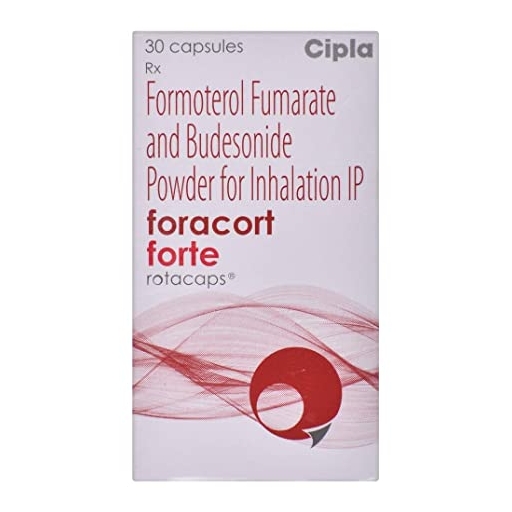 30 capsules
Cipla
Rx
Formoterol Fumarate
and Budesonide
Powder for Inhalation IP
foracort
forte
rotacaps®